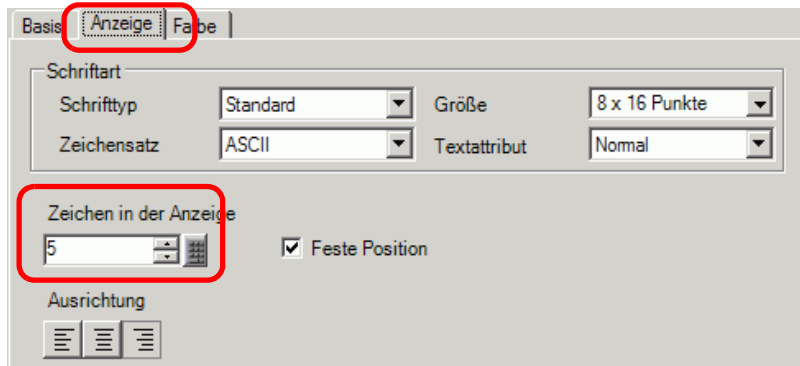 Basis Anzeige Farbe
Schriftart
Schrifttyp Standard Größe 8 x 16 Punkte
Zeichensatz ASCII Textattribut Normal
Zeichen in der Anzeige
5 Feste Position
Ausrichtung